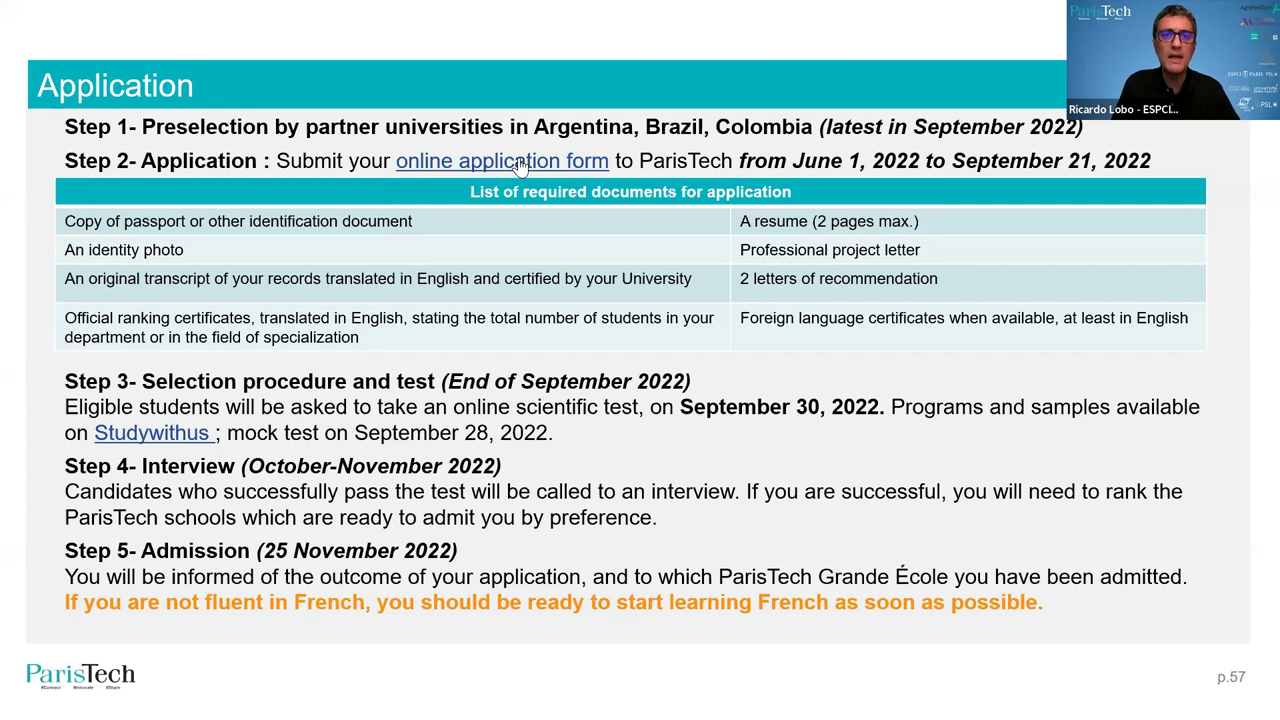 ParisTech
AgroParisTech
ESPCI PARIS PSL
PSL
Ricardo Lobo - ESPCI...
Application
Step 1- Preselection by partner universities in Argentina, Brazil, Colombia (latest in September 2022)
Step 2- Application : Submit your online application form to ParisTech from June 1, 2022 to September 21, 2022
List of required documents for application
Copy of passport or other identification document
A resume (2 pages max.)
An identity photo
Professional project letter
An original transcript of your records translated in English and certified by your University
2 letters of recommendation
Official ranking certificates, translated in English, stating the total number of students in your
department or in the field of specialization
Foreign language certificates when available, at least in English
Step 3- Selection procedure and test (End of September 2022)
Eligible students will be asked to take an online scientific test, on September 30, 2022. Programs and samples available
on Studywithus ; mock test on September 28, 2022.
Step 4- Interview (October-November 2022)
Candidates who successfully pass the test will be called to an interview. If you are successful, you will need to rank the
ParisTech schools which are ready to admit you by preference.
Step 5- Admission (25 November 2022)
You will be informed of the outcome of your application, and to which ParisTech Grande École you have been admitted.
If you are not fluent in French, you should be ready to start learning French as soon as possible.
ParisTech
#Connect #Innovate #Share
p.57